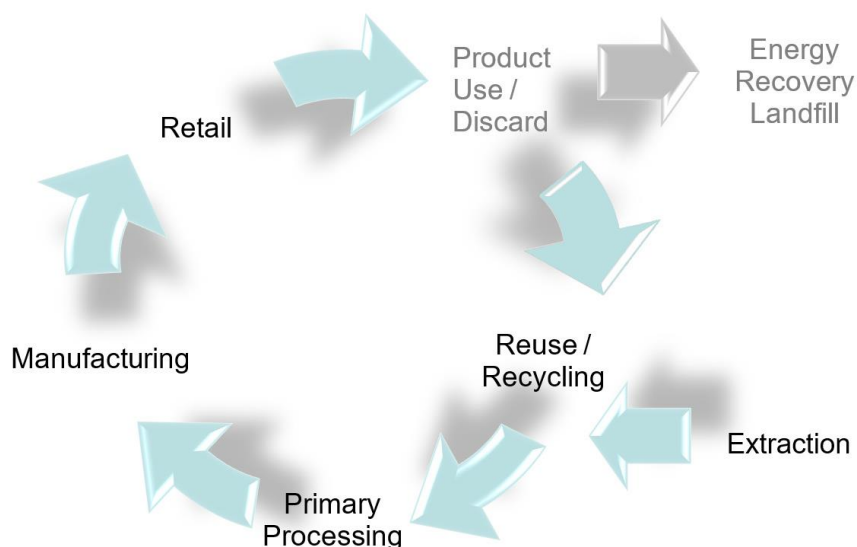 Product
Use /
Discard
Energy
Recovery
Landfill
Retail
Manufacturing
Reuse /
Recycling
Extraction
Primary
Processing